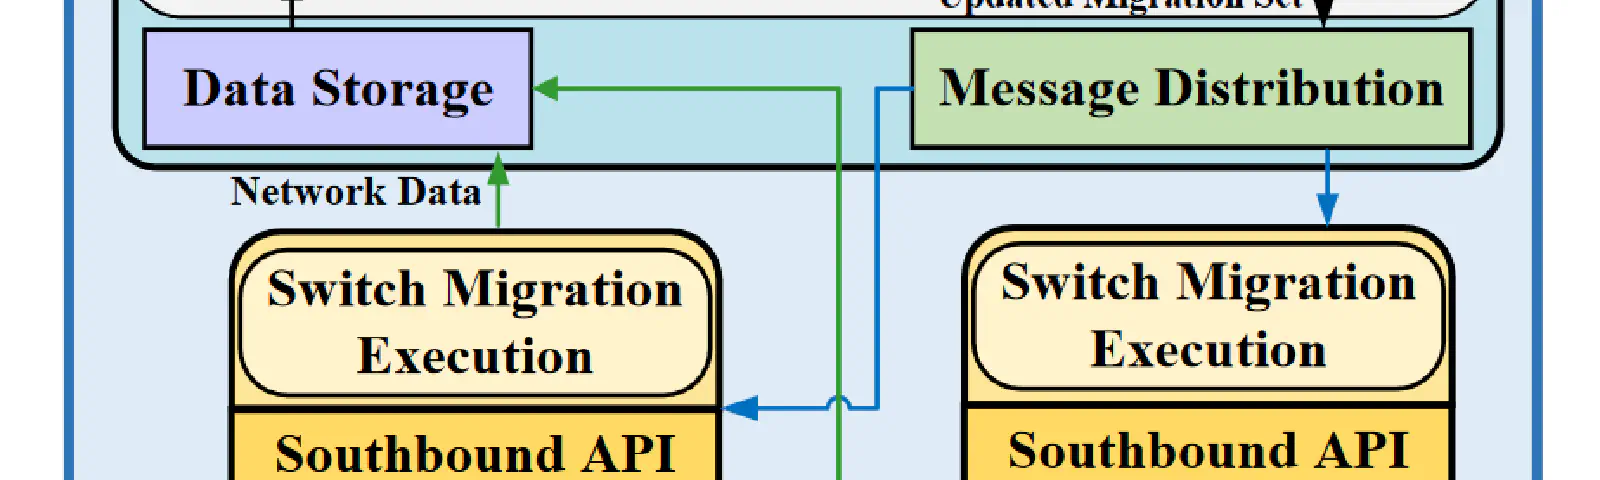 Updated Migration Set
Data Storage
Message Distribution
Network Data
Switch Migration
Execution
Switch Migration
Execution
Southbound API
Southbound API